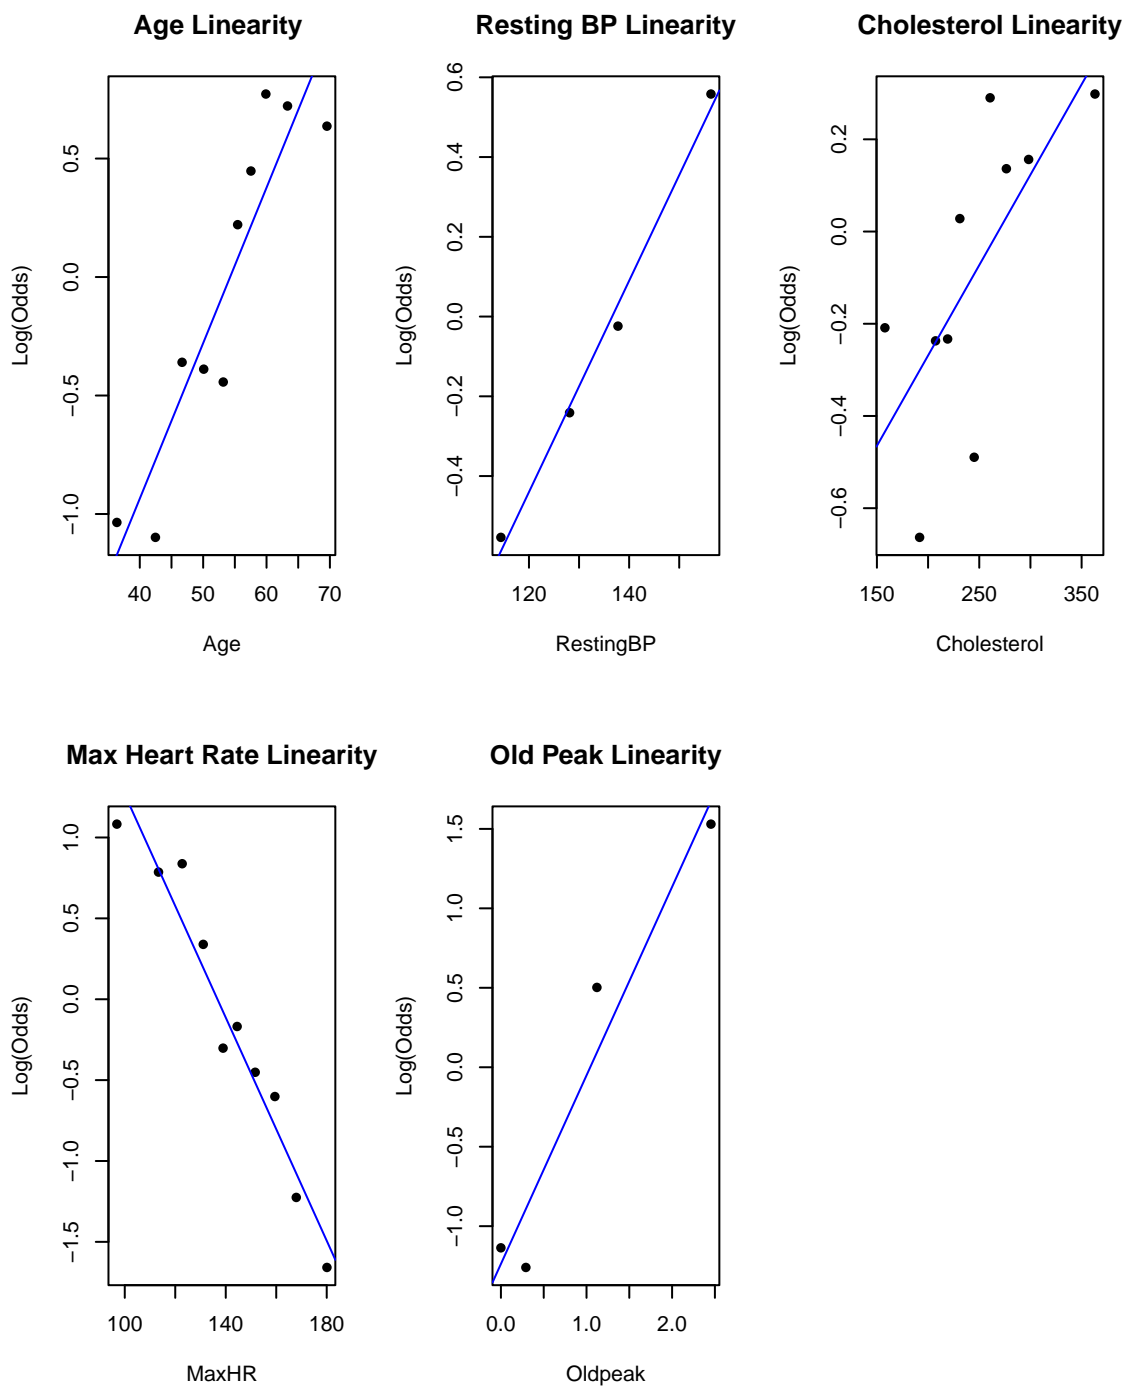 Age Linearity
Log(Odds)
0.5
0.0
−0.5
−1.0
40 50 60 70
Age
Resting BP Linearity
Log(Odds)
0.6
0.4
0.2
0.0
−0.2
−0.4
120 140
RestingBP
Cholesterol Linearity
Log(Odds)
0.2
0.0
−0.2
−0.4
−0.6
150 250 350
Cholesterol
Max Heart Rate Linearity
Log(Odds)
1.0
0.5
0.0
−0.5
−1.0
−1.5
100 140 180
MaxHR
Old Peak Linearity
Log(Odds)
1.5
1.0
0.5
0.0
−0.5
−1.0
0.0 1.0 2.0
Oldpeak